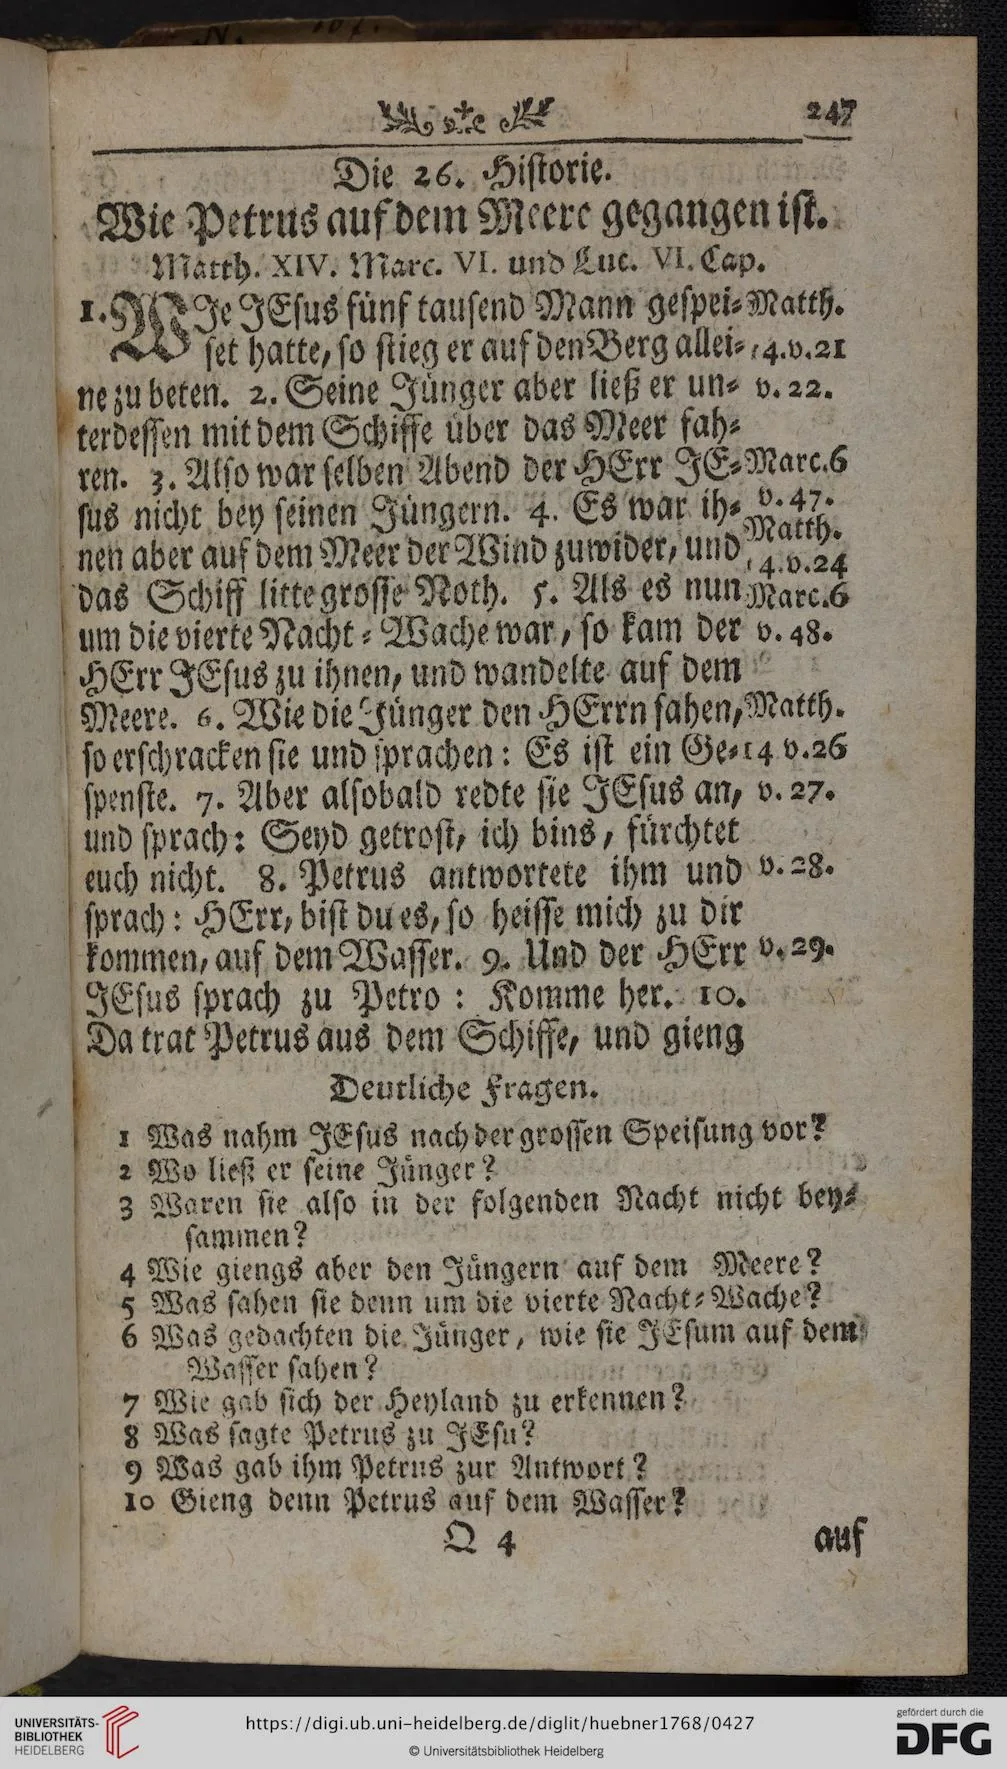 247
Die 26. Historie.
Wie Petrus auf dem Meere gegangen ist.
Matth. XIV. Marc. VI. und Luc. VI. Cap.
1. WJe JEsus fünf tausend Mann gespei- Matth.
set hatte, so stieg er auf den Berg allei- 14.v.21
ne zu beten. 2. Seine Jünger aber ließ er un- v. 22.
terdessen mit dem Schiffe über das Meer fah-
ren. 3. Also war selben Abend der HErr JE- Marc.6
sus nicht bey seinen Jüngern. 4. Es war ih- v. 47.
nen aber auf dem Meer der Wind zuwider, und Matth. 14.v.24
das Schiff litte grosse Noth. 5. Als es nun Marc.6
um die vierte Nacht-Wache war, so kam der v. 48.
HErr JEsus zu ihnen, und wandelte auf dem
Meere. 6. Wie die Jünger den HErrn sahen, Matth.
so erschracken sie und sprachen: Es ist ein Ge- 14 v.26
spenste. 7. Aber alsobald redte sie JEsus an, v. 27.
und sprach: Seyd getrost, ich bins, fürchtet
euch nicht. 8. Petrus antwortete ihm und v. 28.
sprach: HErr, bist du es, so heisse mich zu dir
kommen, auf dem Wasser. 9. Und der HErr v. 29.
JEsus sprach zu Petro: Komme her. 10.
Da trat Petrus aus dem Schiffe, und gieng
Deutliche Fragen.
1 Was nahm JEsus nach der grossen Speisung vor?
2 Wo ließ er seine Jünger?
3 Waren sie also in der folgenden Nacht nicht bey-
sammen?
4 Wie giengs aber den Jüngern auf dem Meere?
5 Was sahen sie denn um die vierte Nacht-Wache?
6 Was gedachten die Jünger, wie sie JEsum auf dem
Wasser sahen?
7 Wie gab sich der Heyland zu erkennen?
8 Was sagte Petrus zu JEsu?
9 Was gab ihm Petrus zur Antwort?
10 Gieng denn Petrus auf dem Wasser?
Q 4 auf
UNIVERSITÄTS-
BIBLIOTHEK
HEIDELBERG
https://digi.ub.uni-heidelberg.de/diglit/huebner1768/0427
© Universitätsbibliothek Heidelberg
gefördert durch die
DFG